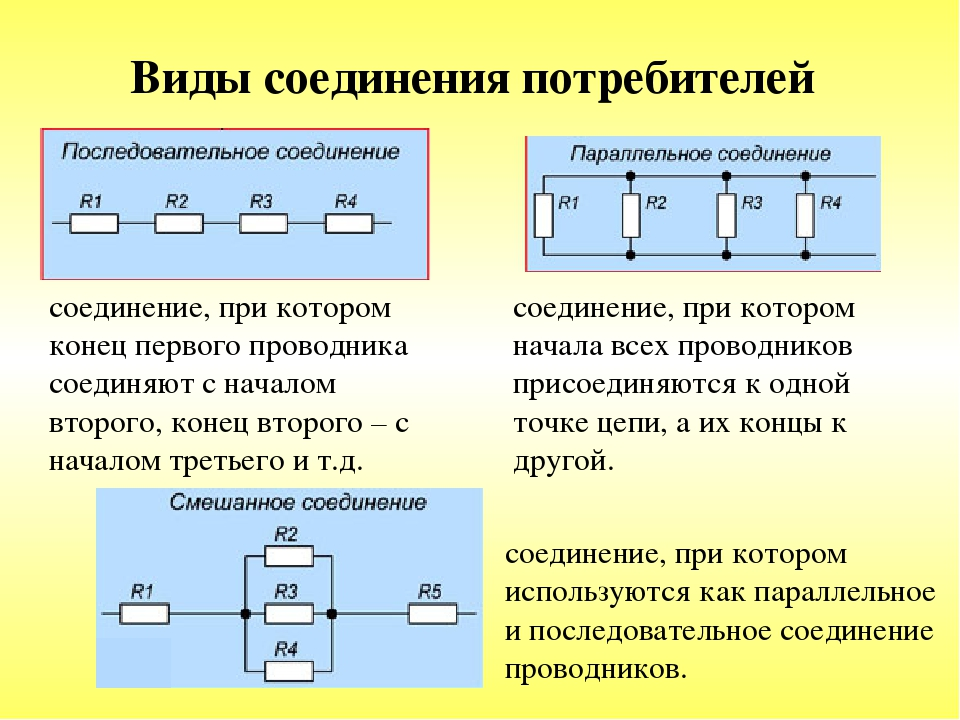 Виды соединения потребителей
Последовательное соединение
R1 R2 R3 R4
соединение, при котором
конец первого проводника
соединяют с началом
второго, конец второго – с
началом третьего и т.д.
Параллельное соединение
R1 R2 R3 R4
соединение, при котором
начала всех проводников
присоединяются к одной
точке цепи, а их концы к
другой.
Смешанное соединение
R2
R1 R3 R5
R4
соединение, при котором
используются как параллельное
и последовательное соединение
проводников.